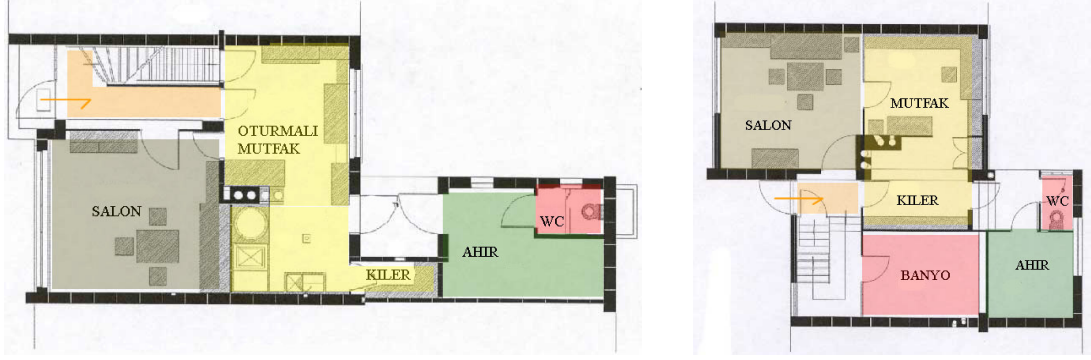 OTURMALI
MUTFAK
SALON
WC
AHIR
KILER
MUTFAK
SALON
KILER
WC
BANYO
AHIR